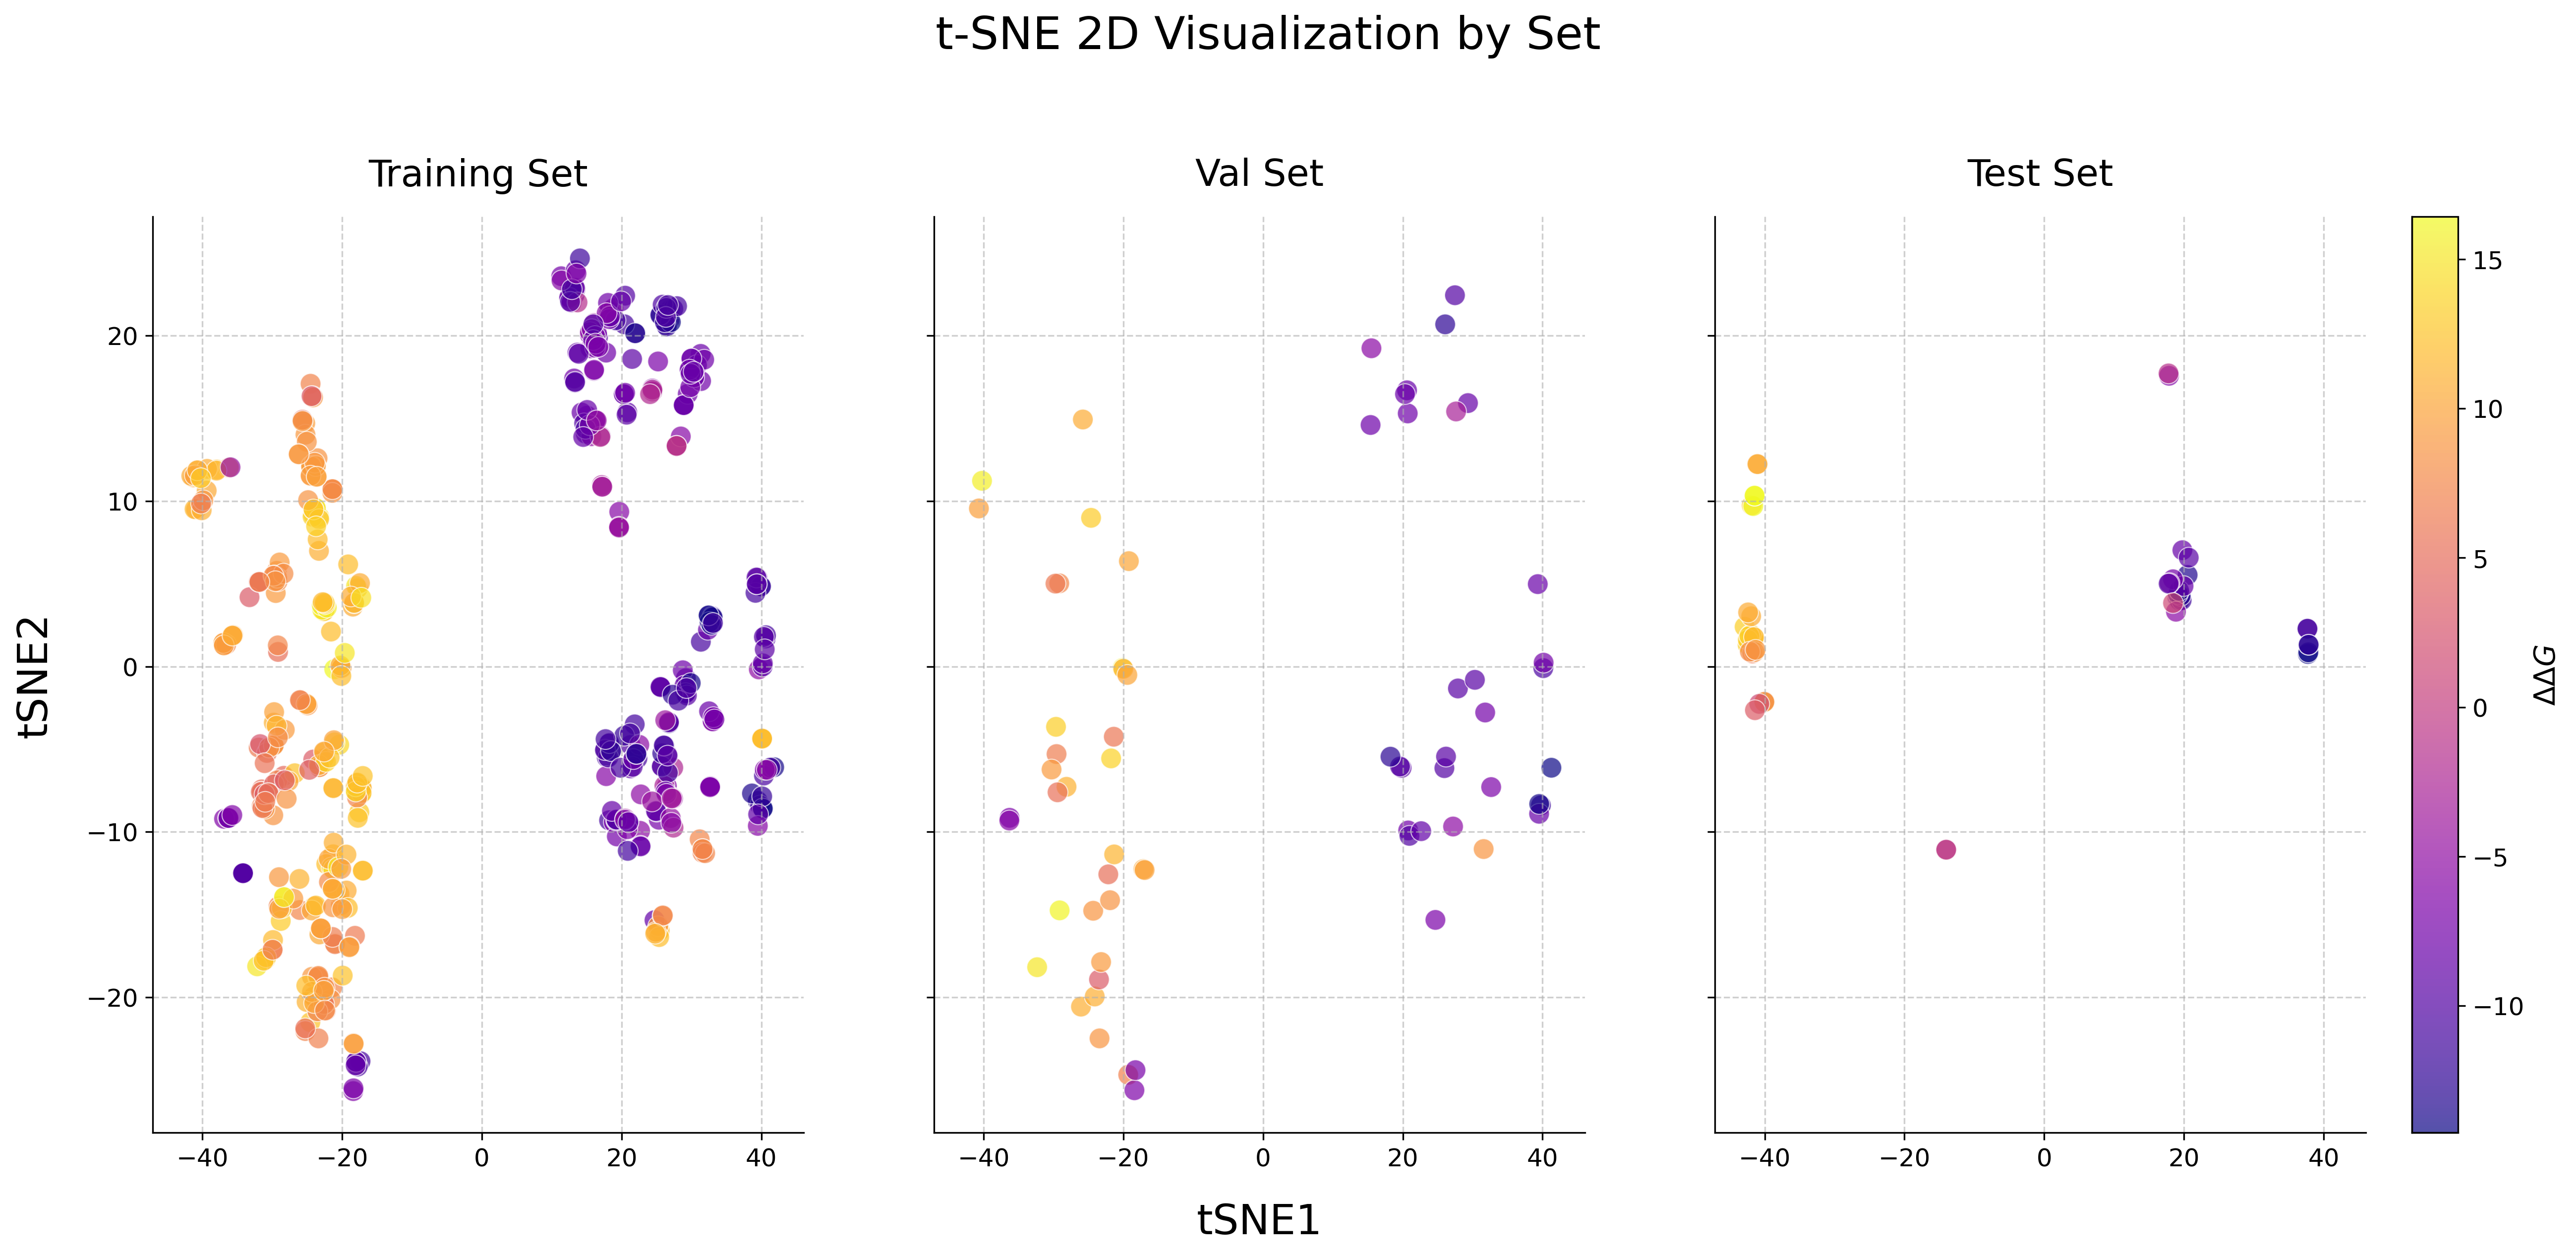 t-SNE 2D Visualization by Set
Training Set
Val Set
Test Set
tSNE2
20
10
0
−10
−20
−40 −20 0 20 40
−40 −20 0 20 40
−40 −20 0 20 40
tSNE1
15
10
5
0
−5
−10
ΔΔG